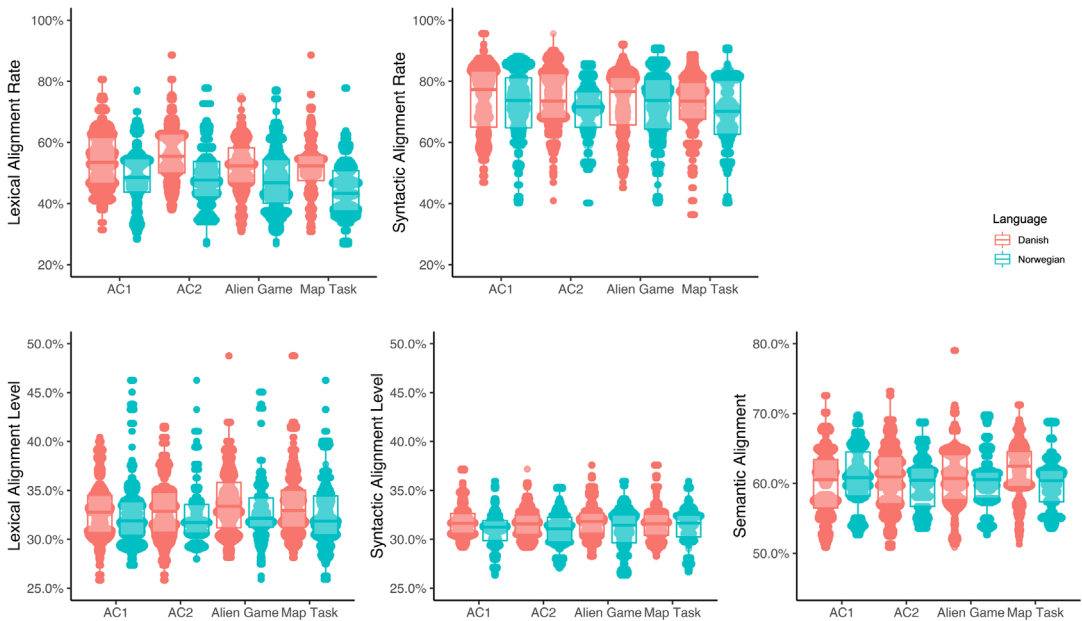 Lexical Alignment Rate
100%
80%
60%
40%
20%
AC1 AC2 Alien Game Map Task
Syntactic Alignment Rate
100%
80%
60%
40%
20%
AC1 AC2 Alien Game Map Task
Language
Danish
Norwegian
Lexical Alignment Level
50.0%
45.0%
40.0%
35.0%
30.0%
25.0%
AC1 AC2 Alien Game Map Task
Syntactic Alignment Level
50.0%
45.0%
40.0%
35.0%
30.0%
25.0%
AC1 AC2 Alien Game Map Task
Semantic Alignment
80.0%
70.0%
60.0%
50.0%
AC1 AC2 Alien Game Map Task